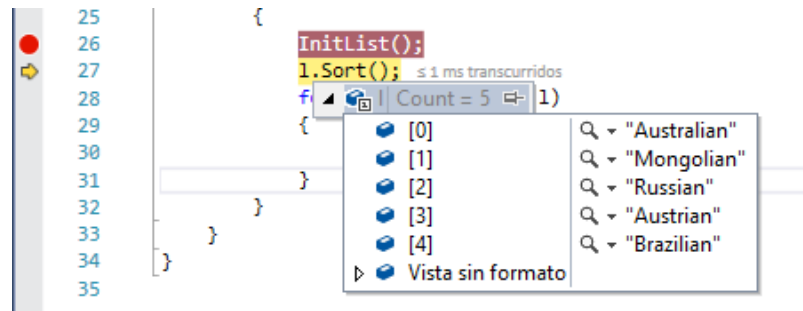 25 {
26 InitList();
27 l.Sort(); ≤ 1 ms transcurridos
28 f l Count = 5 l)
29 { [0] "Australian"
30 [1] "Mongolian"
31 } [2] "Russian"
32 } [3] "Austrian"
33 } [4] "Brazilian"
34 } Vista sin formato
35